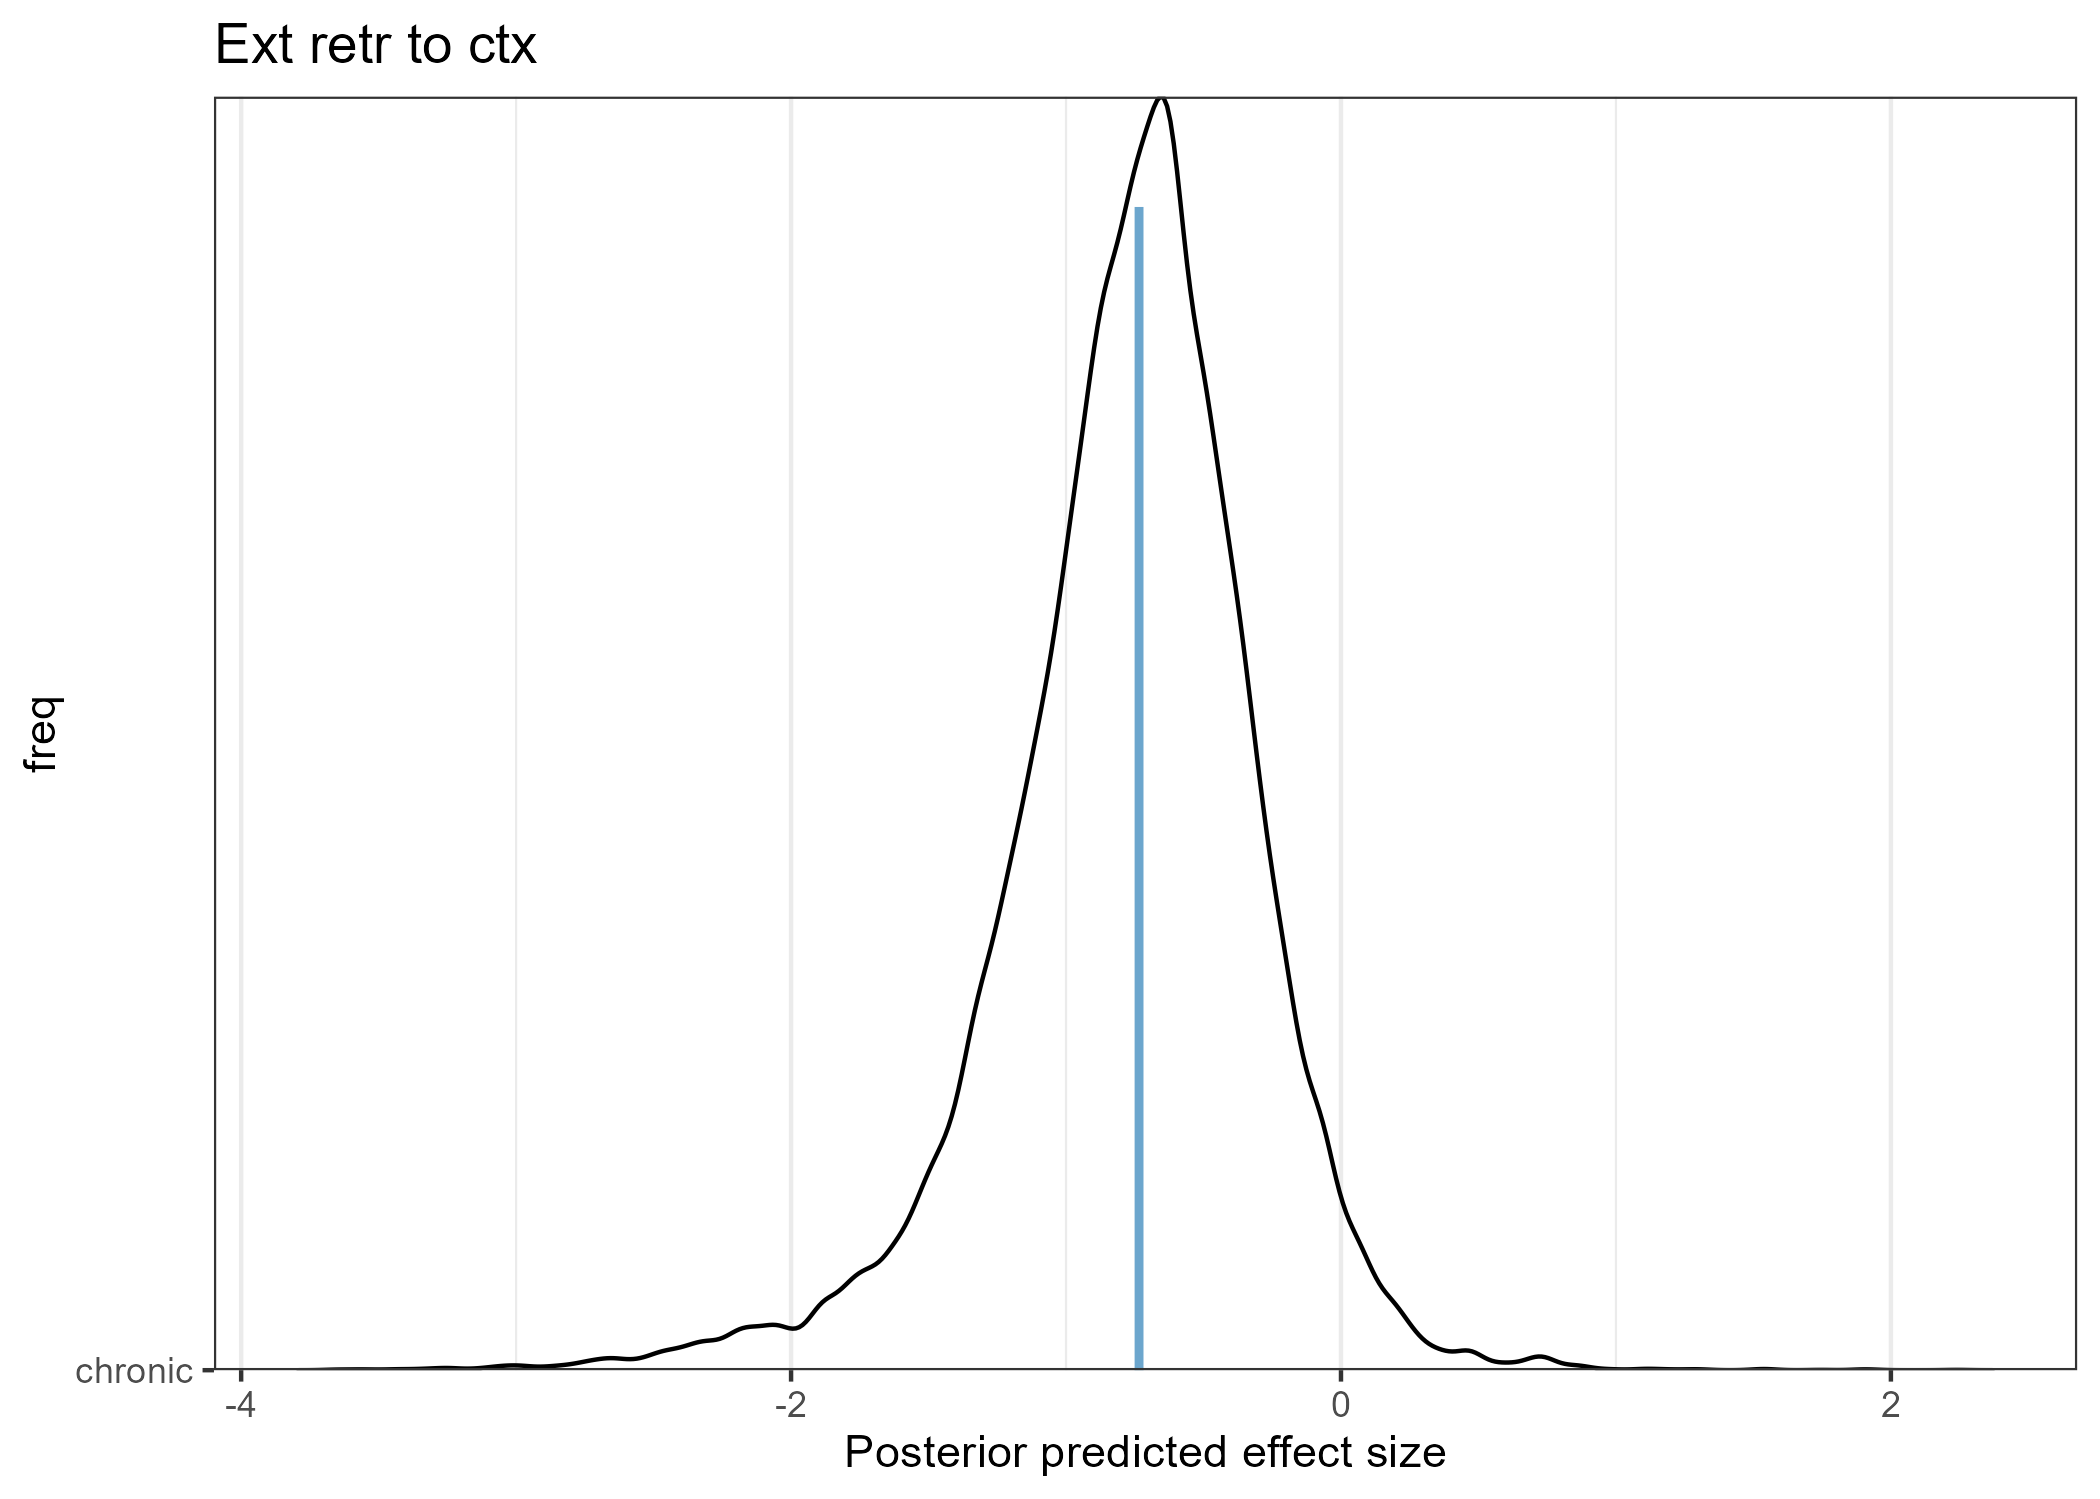 Ext retr to ctx
freq
chronic
-4
-2
0
2
Posterior predicted effect size